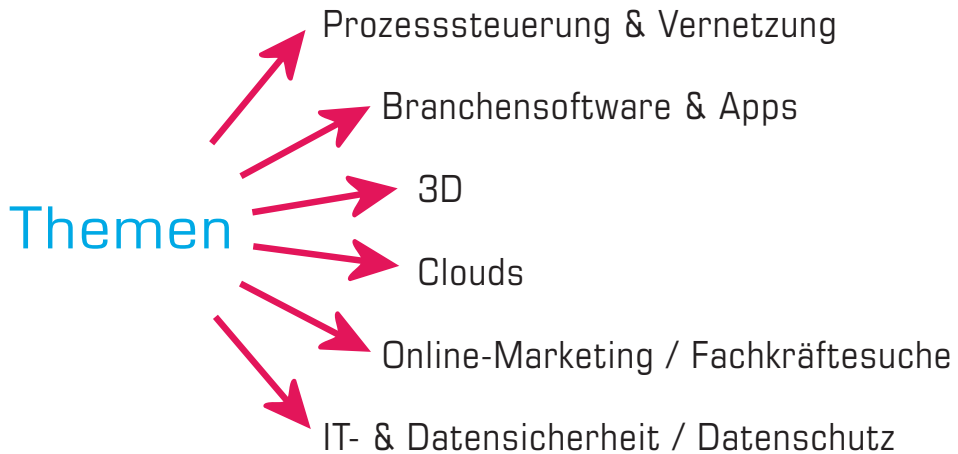 Prozesssteuerung & Vernetzung
Branchensoftware & Apps
3D
Themen
Clouds
Online-Marketing / Fachkräftesuche
IT- & Datensicherheit / Datenschutz